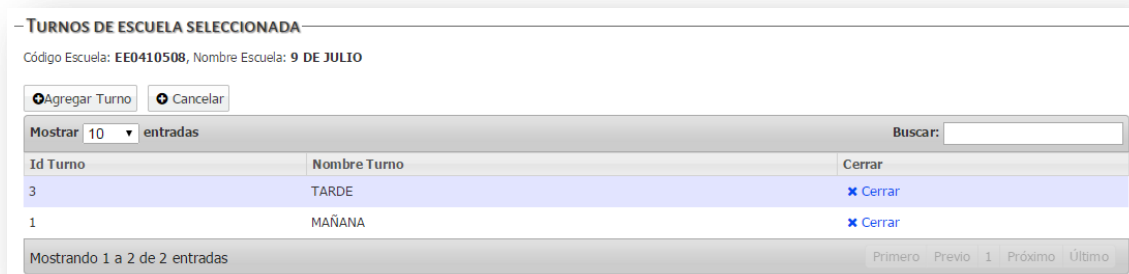 TURNOS DE ESCUELA SELECCIONADA
Código Escuela: EE0410508, Nombre Escuela: 9 DE JULIO
Agregar Turno Cancelar
Mostrar 10 entradas Buscar:
Id Turno Nombre Turno Cerrar
3 TARDE Cerrar
1 MAÑANA Cerrar
Mostrando 1 a 2 de 2 entradas Primero Previo 1 Próximo Último